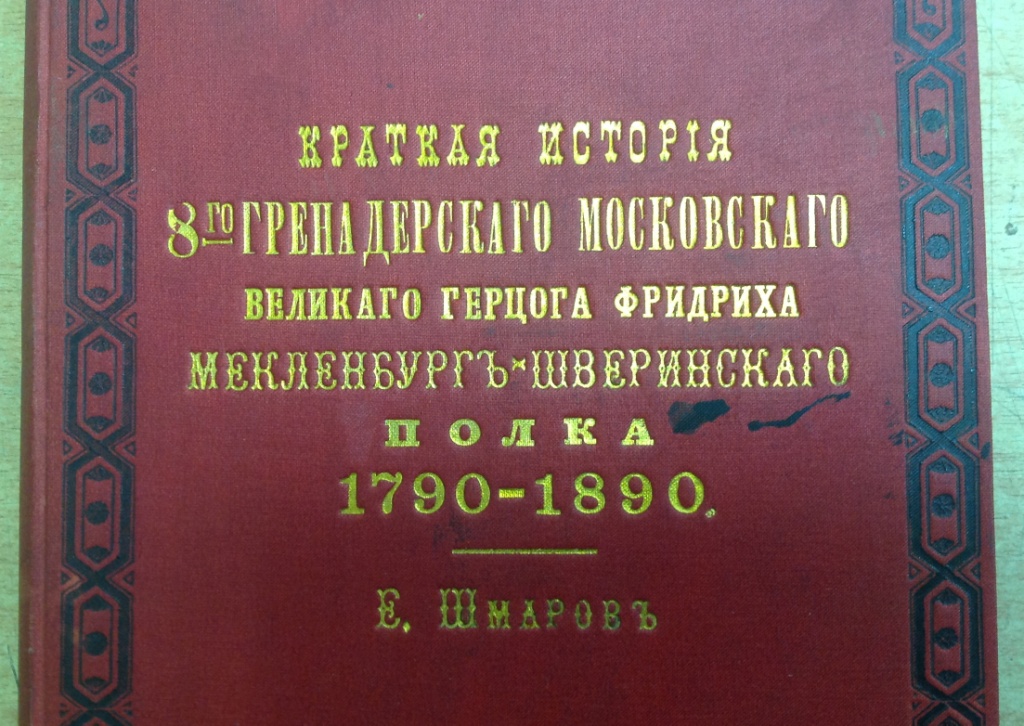 КРАТКАЯ ИСТОРІЯ
8го ГРЕНАДЕРСКАГО МОСКОВСКАГО
ВЕЛИКАГО ГЕРЦОГА ФРИДРИХА
МЕКЛЕНБУРГЪ-ШВЕРИНСКАГО
ПОЛКА
1790-1890.
Е. ШМАРОВЪ